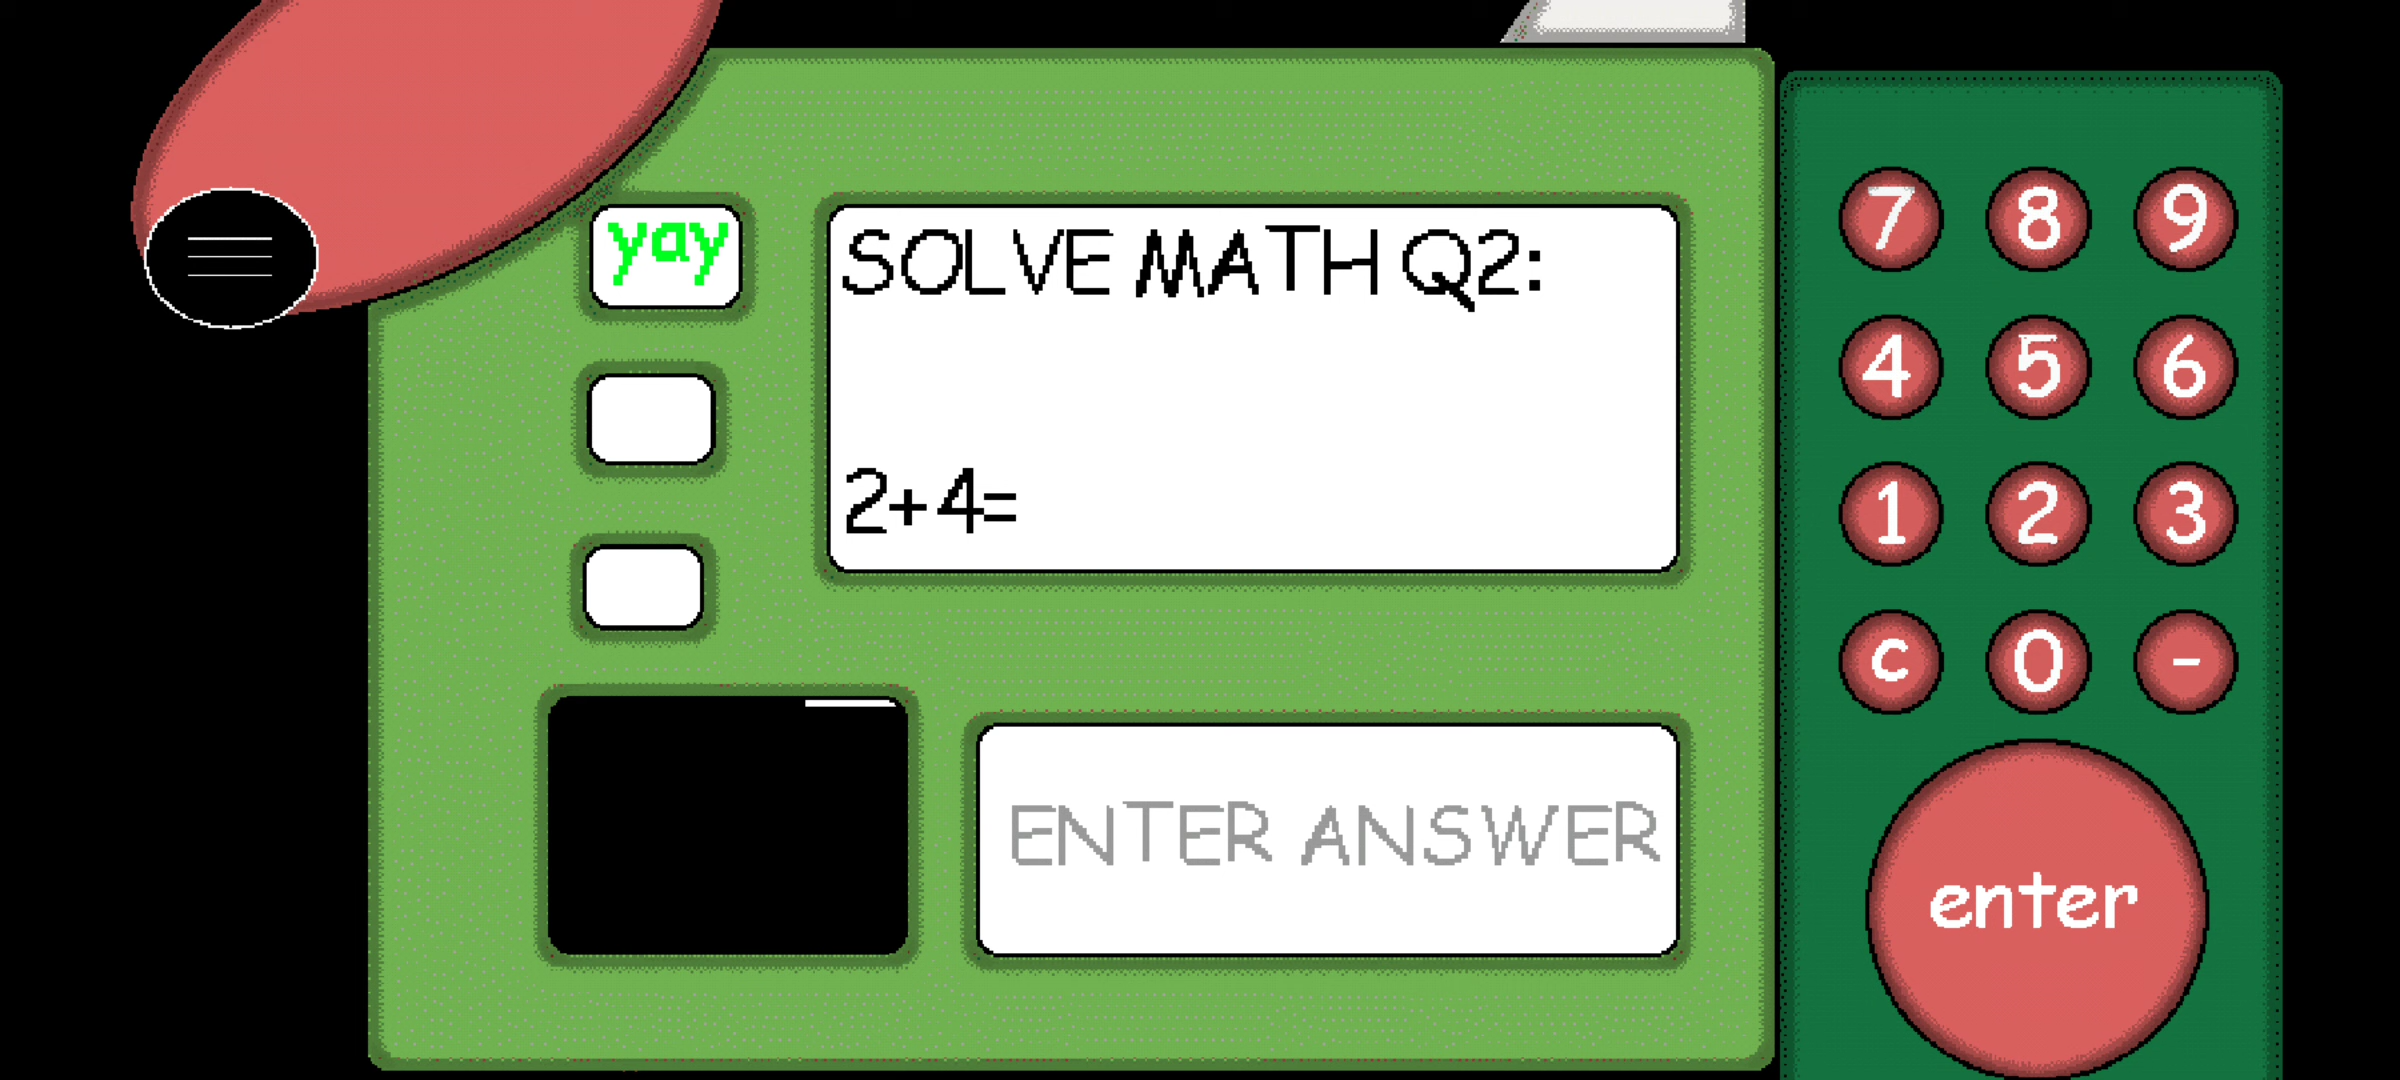 yay
SOLVE MATH Q2:
2+4=
ENTER ANSWER
7 8 9
4 5 6
1 2 3
c 0 -
enter